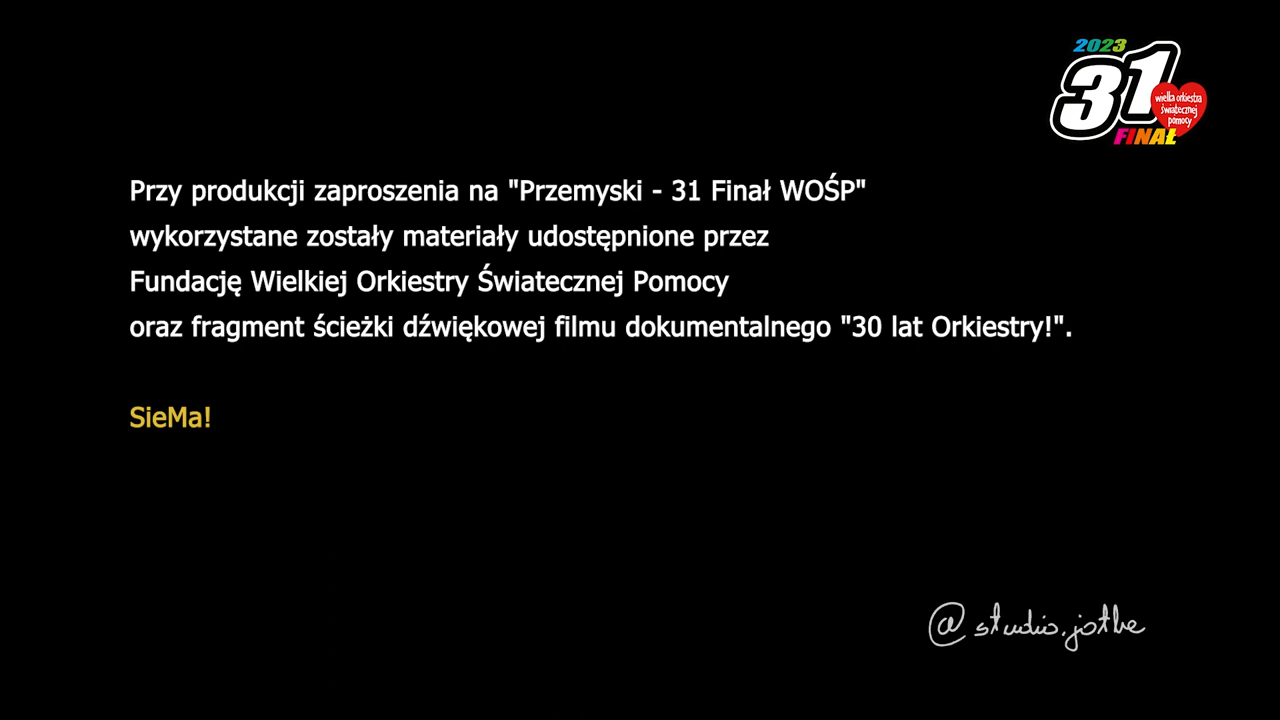 2023
31
wielka orkiestra
świątecznej
pomocy
FINAŁ
Przy produkcji zaproszenia na "Przemyski - 31 Finał WOŚP"
wykorzystane zostały materiały udostępnione przez
Fundację Wielkiej Orkiestry Światecznej Pomocy
oraz fragment ścieżki dźwiękowej filmu dokumentalnego "30 lat Orkiestry!".
SieMa!
@studio.jotbe